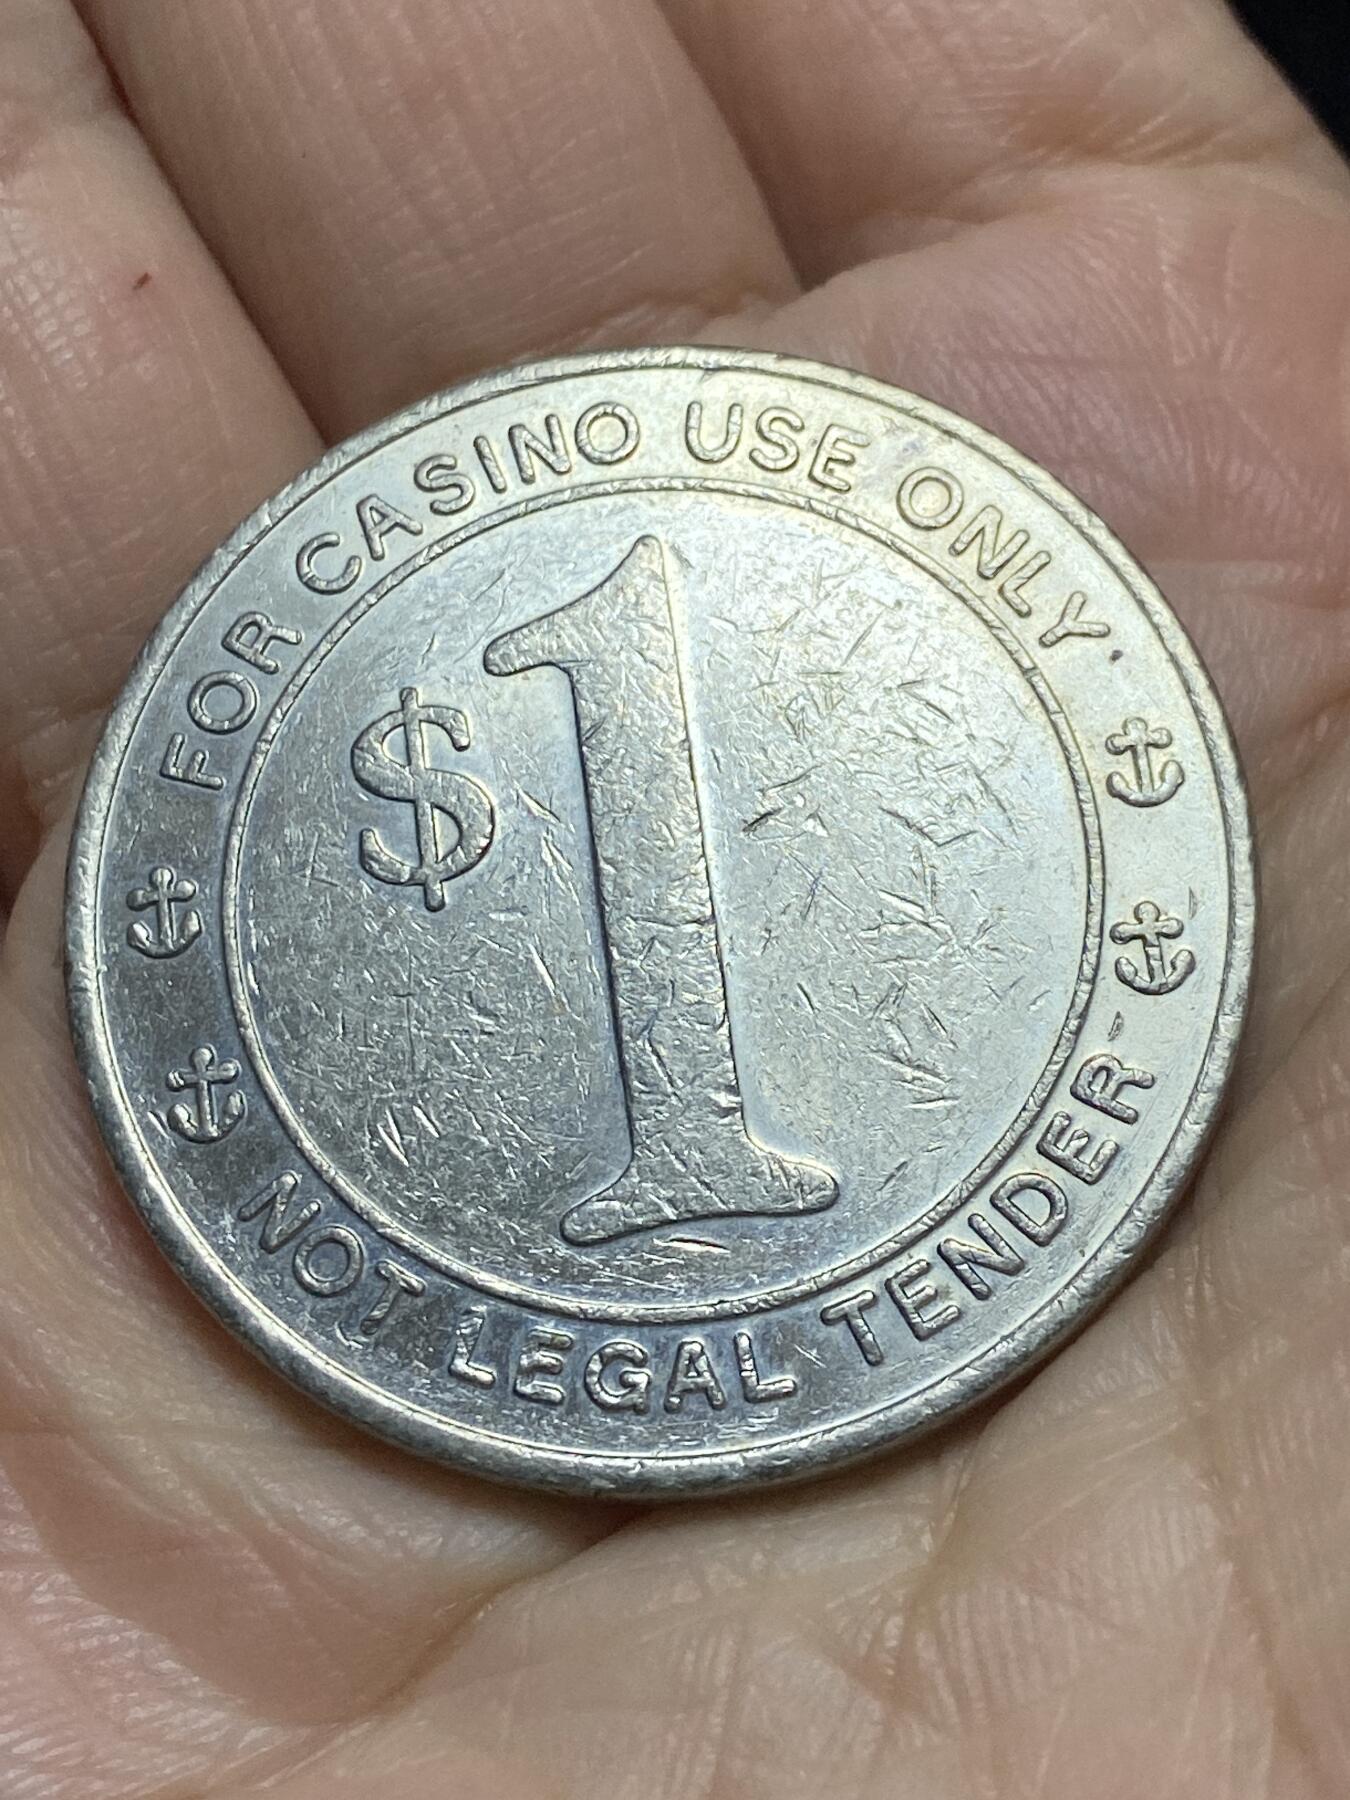 FOR CASINO USE ONLY
$1
NOT LEGAL TENDER